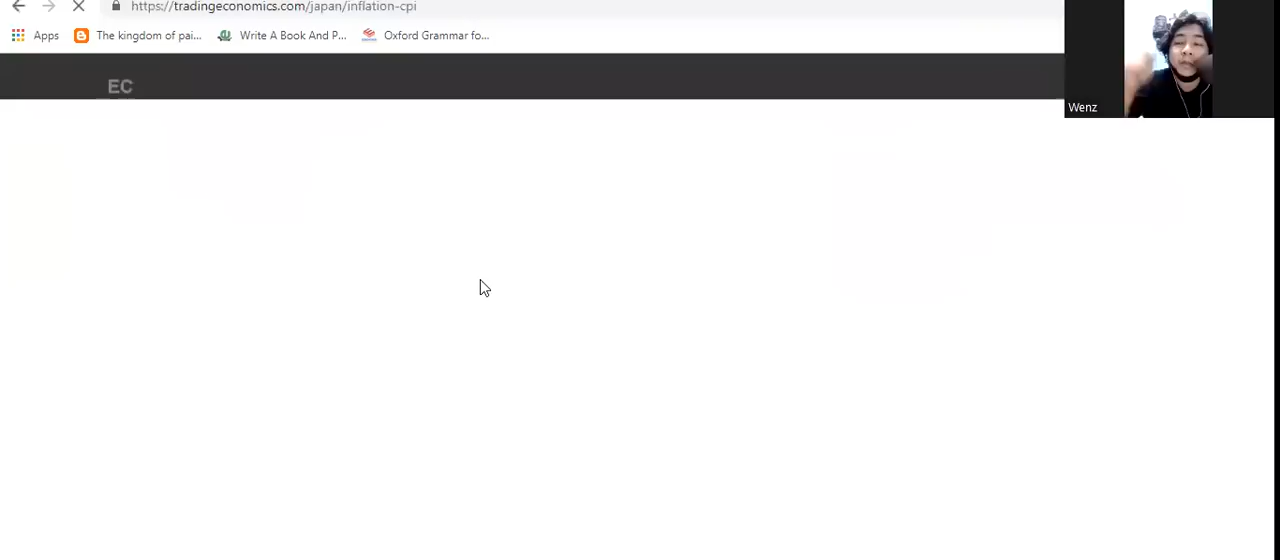 https://tradingeconomics.com/japan/inflation-cpi
Apps
The kingdom of pai...
Write A Book And P...
Oxford Grammar fo...
EC
Wenz